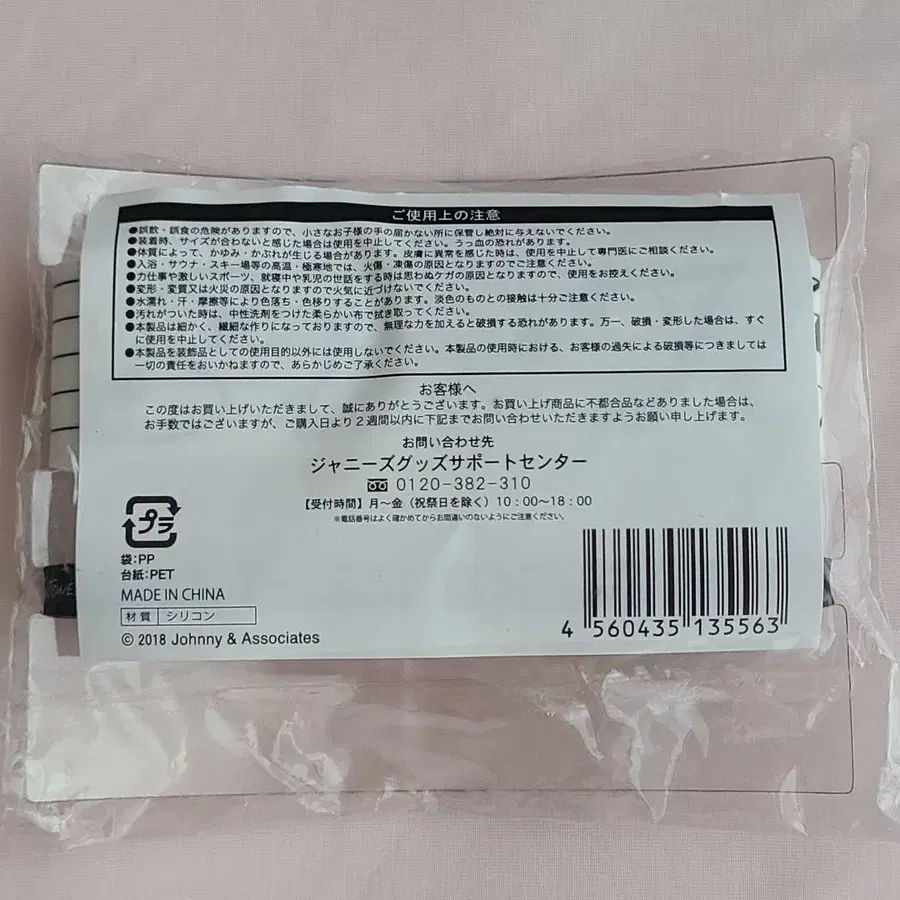 ご使用上の注意
●誤飲・誤食の危険がありますので、小さなお子様の手の届かない所に保管し絶対に与えないでください。
●装着時、サイズが合わないと感じた場合は使用を中止してください。うっ血の恐れがあります。
●体質によって、かゆみ・かぶれが生じる場合があります。皮膚に異常を感じた時は、使用を中止して専門医にご相談ください。
●入浴・サウナ・スキー場等の高温・極寒地では、火傷・凍傷の原因となりますのでご注意ください。
●力仕事や激しいスポーツ、就寝中や乳児の世話をする時は思わぬケガの原因となりますので、使用をお控えください。
●変形・変質又は火災の原因となりますので火気に近づけないでください。
●水濡れ・汗・摩擦等により色落ち・色移りすることがあります。淡色のものとの接触は十分ご注意ください。
●汚れがついた時は、中性洗剤をつけた柔らかい布で拭き取ってください。
●本製品は細かく、繊細な作りになっておりますので、無理な力を加えると破損する恐れがあります。万一、破損・変形した場合は、すぐ
に使用を中止してください。
●本製品を装飾品としての使用目的以外には使用しないでください。本製品の使用時における、お客様の過失による破損等につきましては
一切の責任をおいかねますので、あらかじめご了承ください。
お客様へ
この度はお買い上げいただきまして、誠にありがとうございます。お買い上げ商品に不都合品などありました場合は、
お手数ではございますが、ご購入日より2週間以内に下記までお問い合わせいただきますようお願い申し上げます。
お問い合わせ先
ジャニーズグッズサポートセンター
0120-382-310
【受付時間】月〜金（祝祭日を除く）10：00〜18：00
※電話番号はよく確かめてからお間違いのないようにご注意ください。
プラ
袋:PP
台紙:PET
MADE IN CHINA
材質 シリコン
© 2018 Johnny & Associates
4 560435 135563